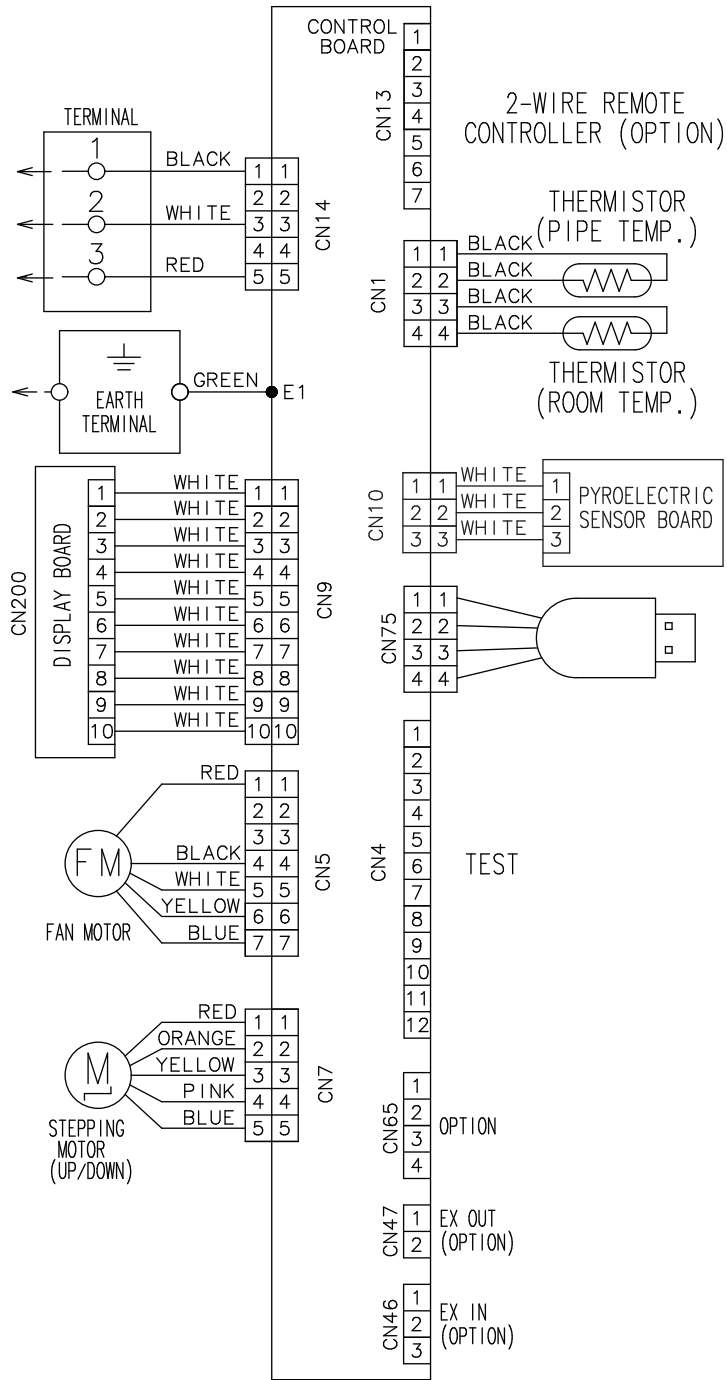 CONTROL
BOARD
CN13
1
2
3
4
5
6
7
2-WIRE REMOTE
CONTROLLER (OPTION)
TERMINAL
1
2
3
BLACK
WHITE
RED
1 1
2 2
3 3
4 4
5 5
CN14
THERMISTOR
(PIPE TEMP.)
CN1
1 1
2 2
3 3
4 4
BLACK
BLACK
BLACK
BLACK
THERMISTOR
(ROOM TEMP.)
EARTH
TERMINAL
GREEN
E1
CN200
DISPLAY BOARD
1
2
3
4
5
6
7
8
9
10
WHITE
WHITE
WHITE
WHITE
WHITE
WHITE
WHITE
WHITE
WHITE
WHITE
1 1
2 2
3 3
4 4
5 5
6 6
7 7
8 8
9 9
10 10
CN9
CN10
1 1
2 2
3 3
WHITE
WHITE
WHITE
1
2
3
PYROELECTRIC
SENSOR BOARD
CN75
1 1
2 2
3 3
4 4
FM
FAN MOTOR
RED
BLACK
WHITE
YELLOW
BLUE
1 1
2 2
3 3
4 4
5 5
6 6
7 7
CN5
CN4
1
2
3
4
5
6
7
8
9
10
11
12
TEST
M
STEPPING
MOTOR
(UP/DOWN)
RED
ORANGE
YELLOW
PINK
BLUE
1 1
2 2
3 3
4 4
5 5
CN7
CN65
1
2
3
4
OPTION
CN47
1
2
EX OUT
(OPTION)
CN46
1
2
3
EX IN
(OPTION)